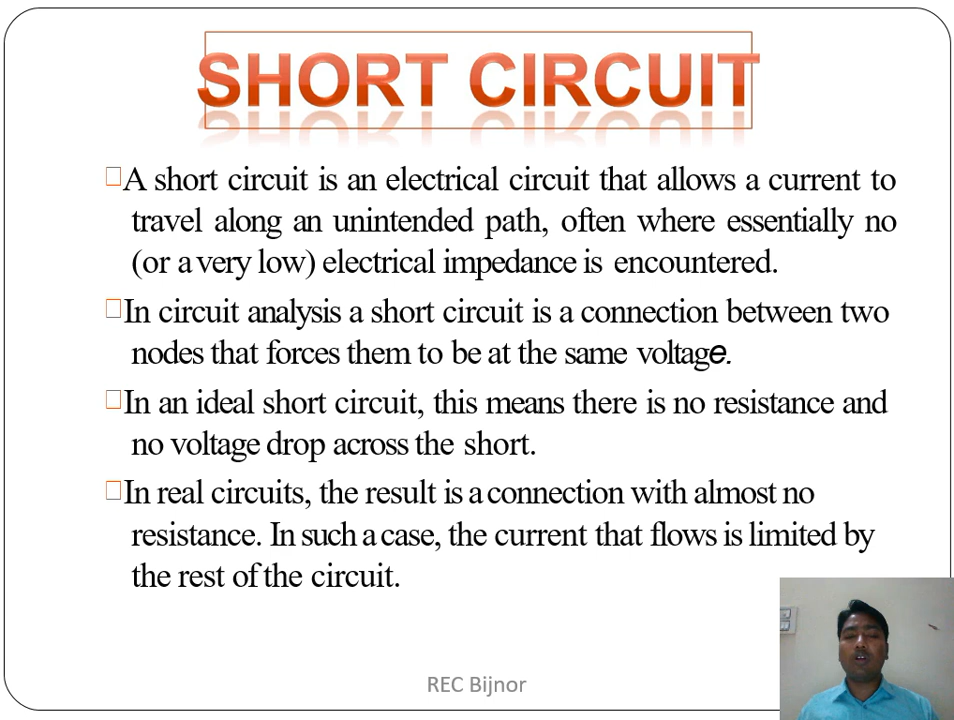 SHORT CIRCUIT
A short circuit is an electrical circuit that allows a current to
travel along an unintended path, often where essentially no
(or a very low) electrical impedance is encountered.
In circuit analysis a short circuit is a connection between two
nodes that forces them to be at the same voltage.
In an ideal short circuit, this means there is no resistance and
no voltage drop across the short.
In real circuits, the result is a connection with almost no
resistance. In such a case, the current that flows is limited by
the rest of the circuit.
REC Bijnor